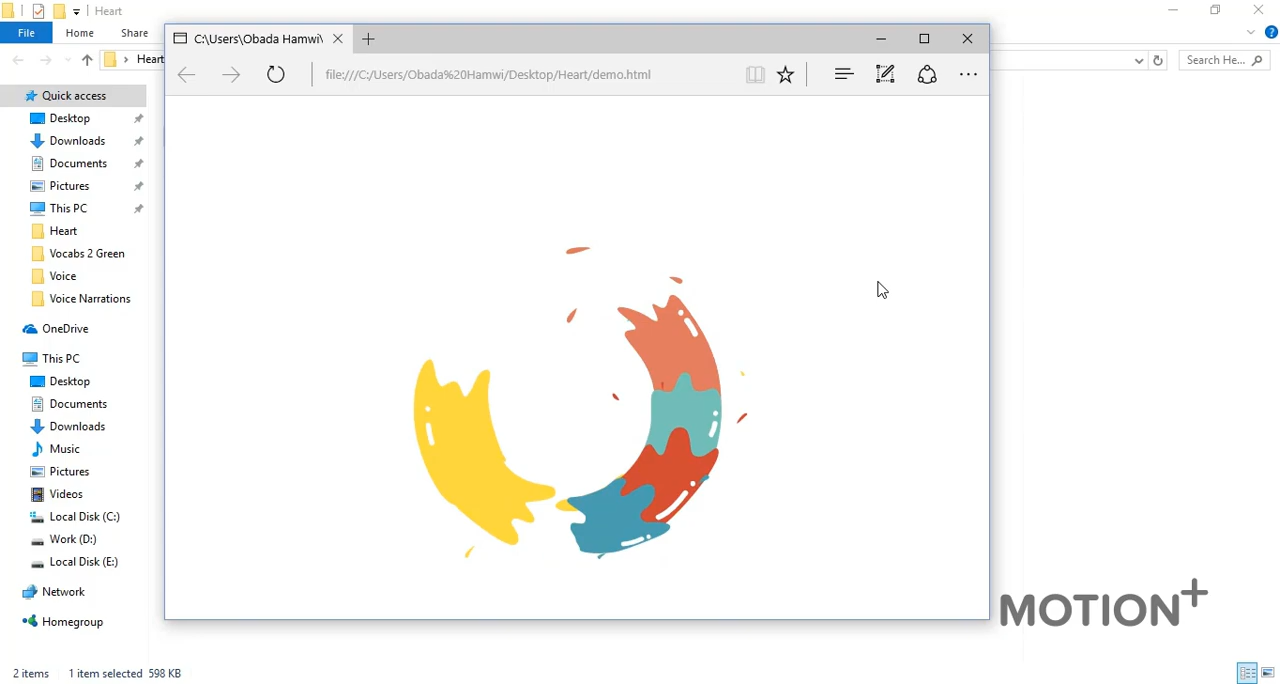 Heart
File Home Share
C:\Users\Obada Hamwi\
Heart
file:///C:/Users/Obada%20Hamwi/Desktop/Heart/demo.html
Search He...
Quick access
Desktop
Downloads
Documents
Pictures
This PC
Heart
Vocabs 2 Green
Voice
Voice Narrations
OneDrive
This PC
Desktop
Documents
Downloads
Music
Pictures
Videos
Local Disk (C:)
Work (D:)
Local Disk (E:)
Network
Homegroup
MOTION+
2 items 1 item selected 598 KB